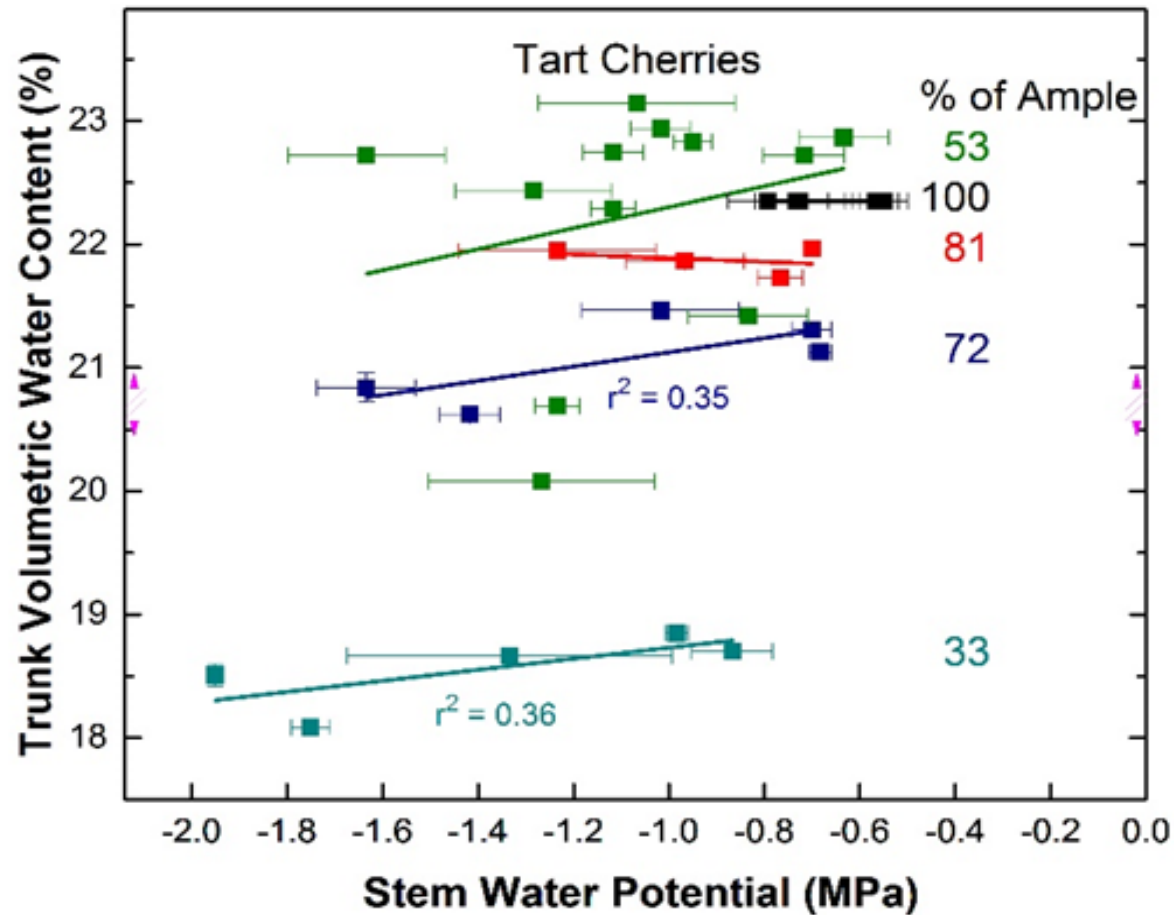 Tart Cherries
% of Ample
53
100
81
72
33
r² = 0.35
r² = 0.36
Trunk Volumetric Water Content (%)
23
22
21
20
19
18
-2.0 -1.8 -1.6 -1.4 -1.2 -1.0 -0.8 -0.6 -0.4 -0.2 0.0
Stem Water Potential (MPa)